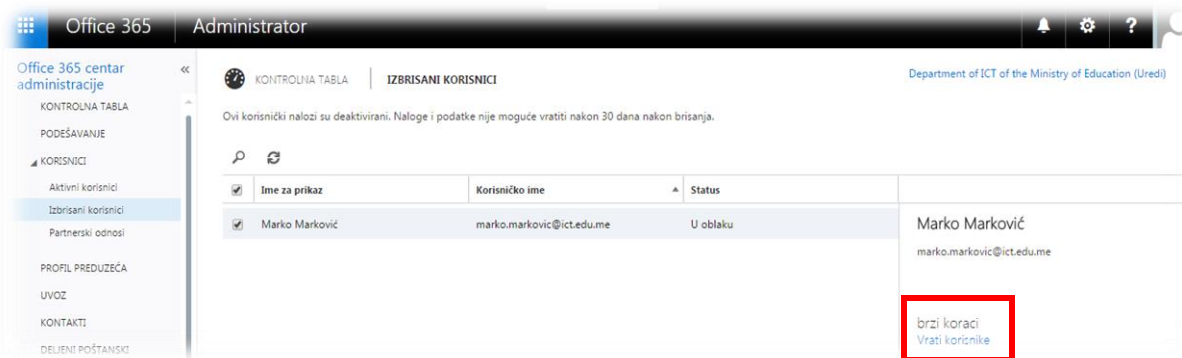 Office 365 Administrator ?
Office 365 centar
administracije
«
KONTROLNA TABLA
PODEŠAVANJE
KORISNICI
Aktivni korisnici
Izbrisani korisnici
Partnerski odnosi
PROFIL PREDUZEĆA
UVOZ
KONTAKTI
DELJENI POŠTANSKI
KONTROLNA TABLA IZBRISANI KORISNICI
Department of ICT of the Ministry of Education (Uredi)
Ovi korisnički nalozi su deaktivirani. Naloge i podatke nije moguće vratiti nakon 30 dana nakon brisanja.
Ime za prikaz Korisničko ime Status
Marko Marković marko.markovic@ict.edu.me U oblaku
Marko Marković
marko.markovic@ict.edu.me
brzi koraci
Vrati korisnike